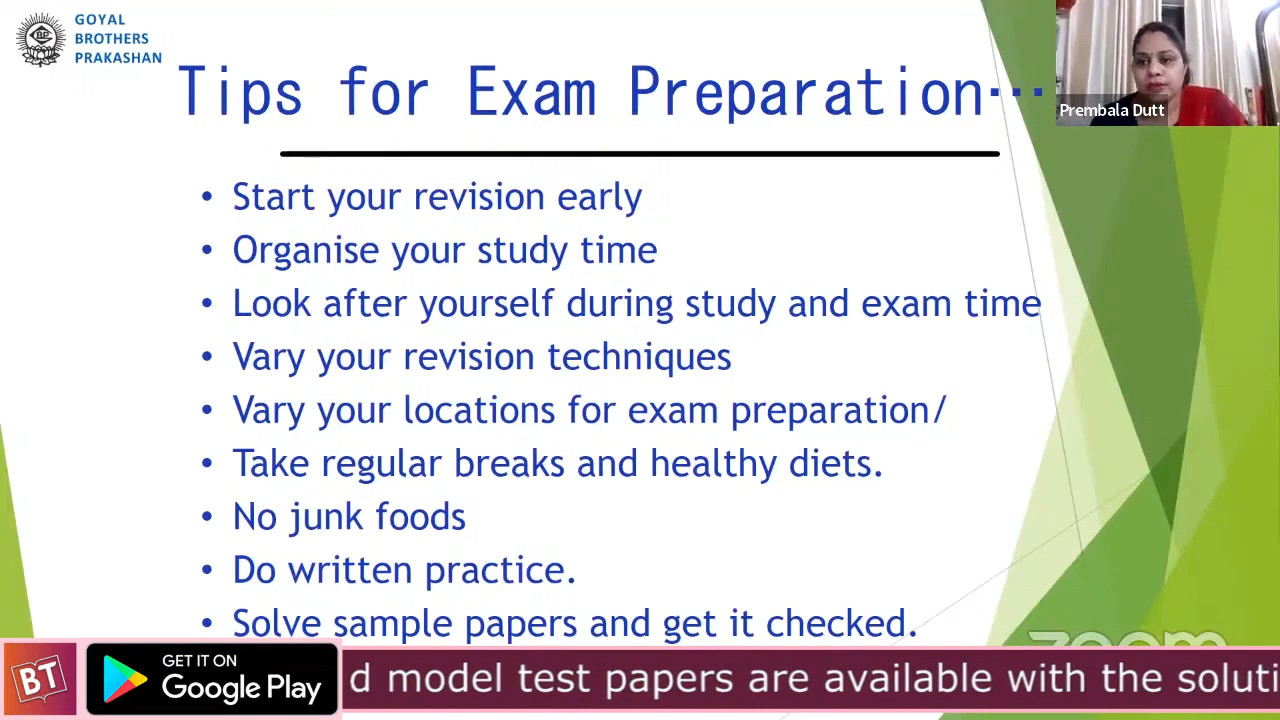 GOYAL
BROTHERS
PRAKASHAN
Tips for Exam Preparation…
Prembala Dutt
• Start your revision early
• Organise your study time
• Look after yourself during study and exam time
• Vary your revision techniques
• Vary your locations for exam preparation/
• Take regular breaks and healthy diets.
• No junk foods
• Do written practice.
• Solve sample papers and get it checked.
zoom
BT
GET IT ON
Google Play
d model test papers are available with the soluti